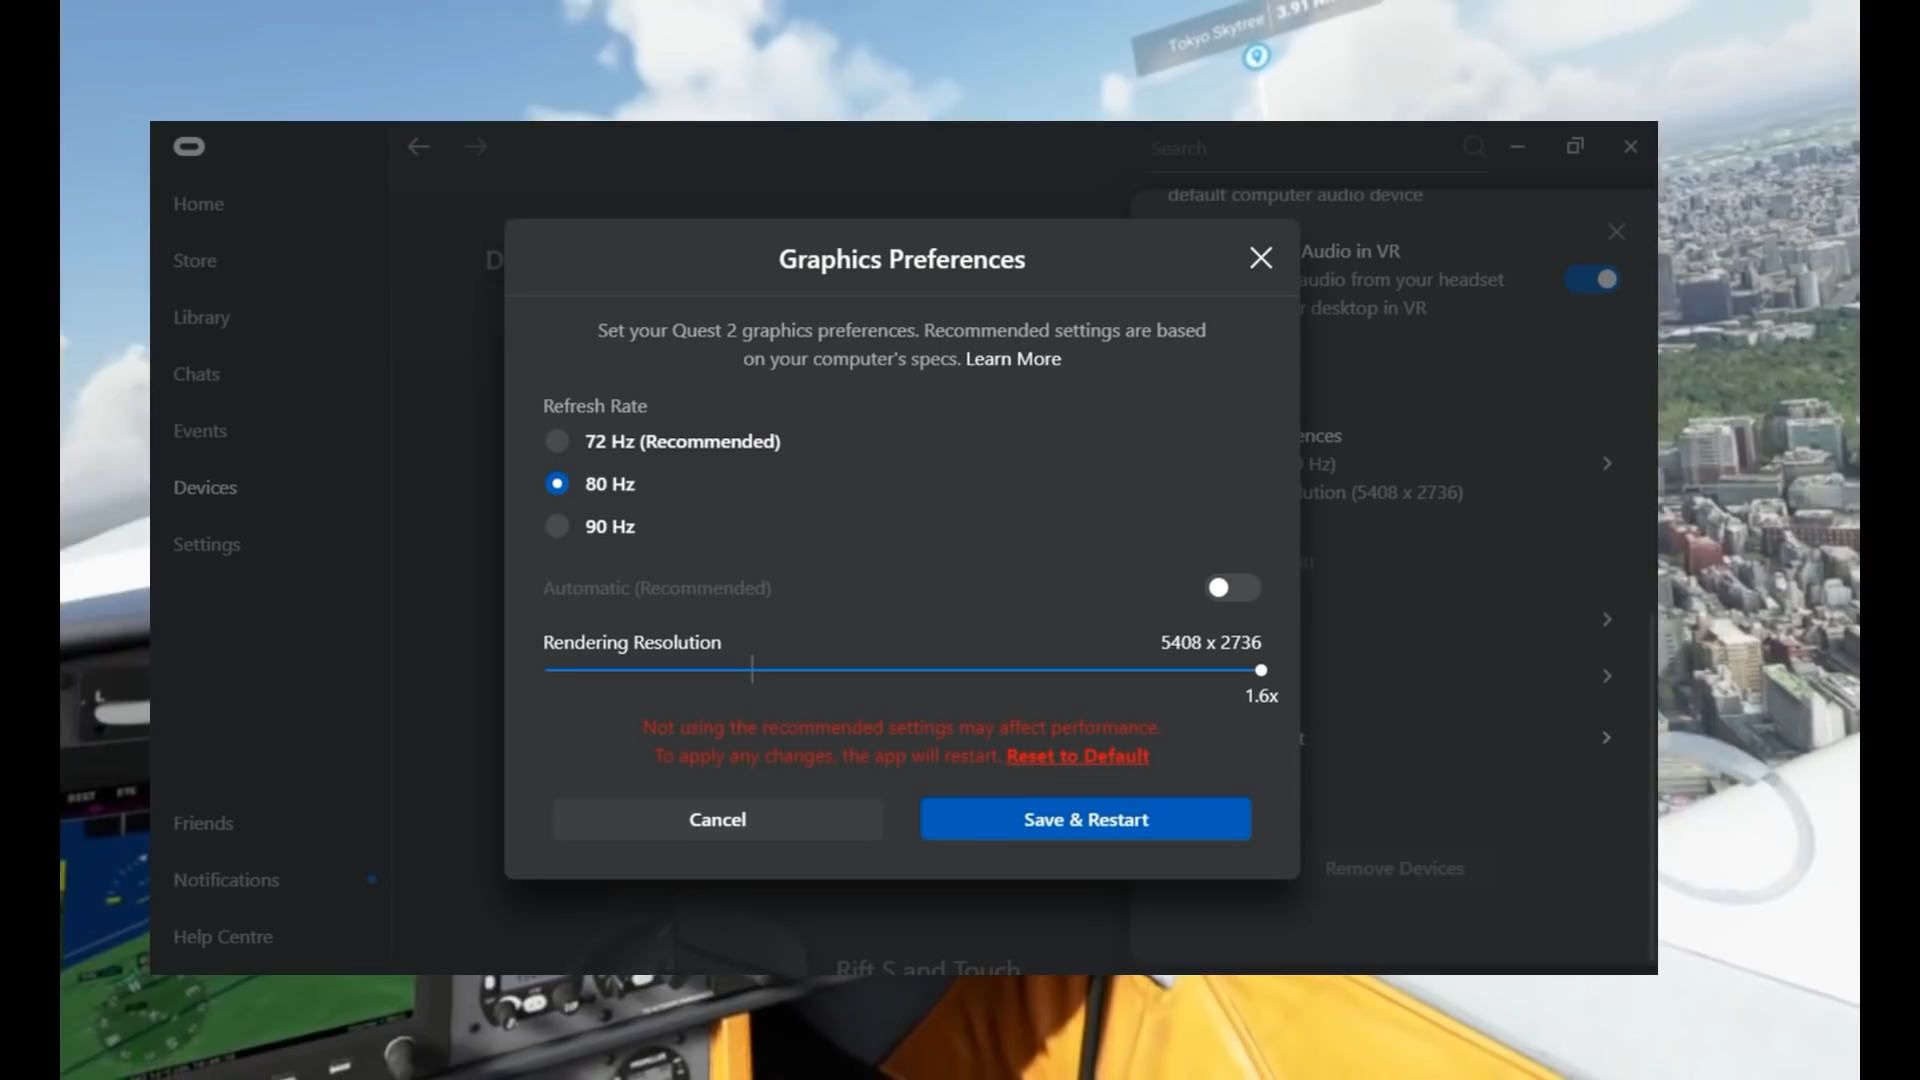 Tokyo Skytree 3.91
Search
default computer audio device
Home
Store
Library
Chats
Events
Devices
Settings
Friends
Notifications
Help Centre
D
Audio in VR
audio from your headset
r desktop in VR
ences
Hz)
lution (5408 x 2736)
Graphics Preferences
Set your Quest 2 graphics preferences. Recommended settings are based
on your computer's specs. Learn More
Refresh Rate
72 Hz (Recommended)
80 Hz
90 Hz
Automatic (Recommended)
Rendering Resolution 5408 x 2736
1.6x
Not using the recommended settings may affect performance.
To apply any changes, the app will restart. Reset to Default
Cancel Save & Restart
Remove Devices
Rift S and Touch
L